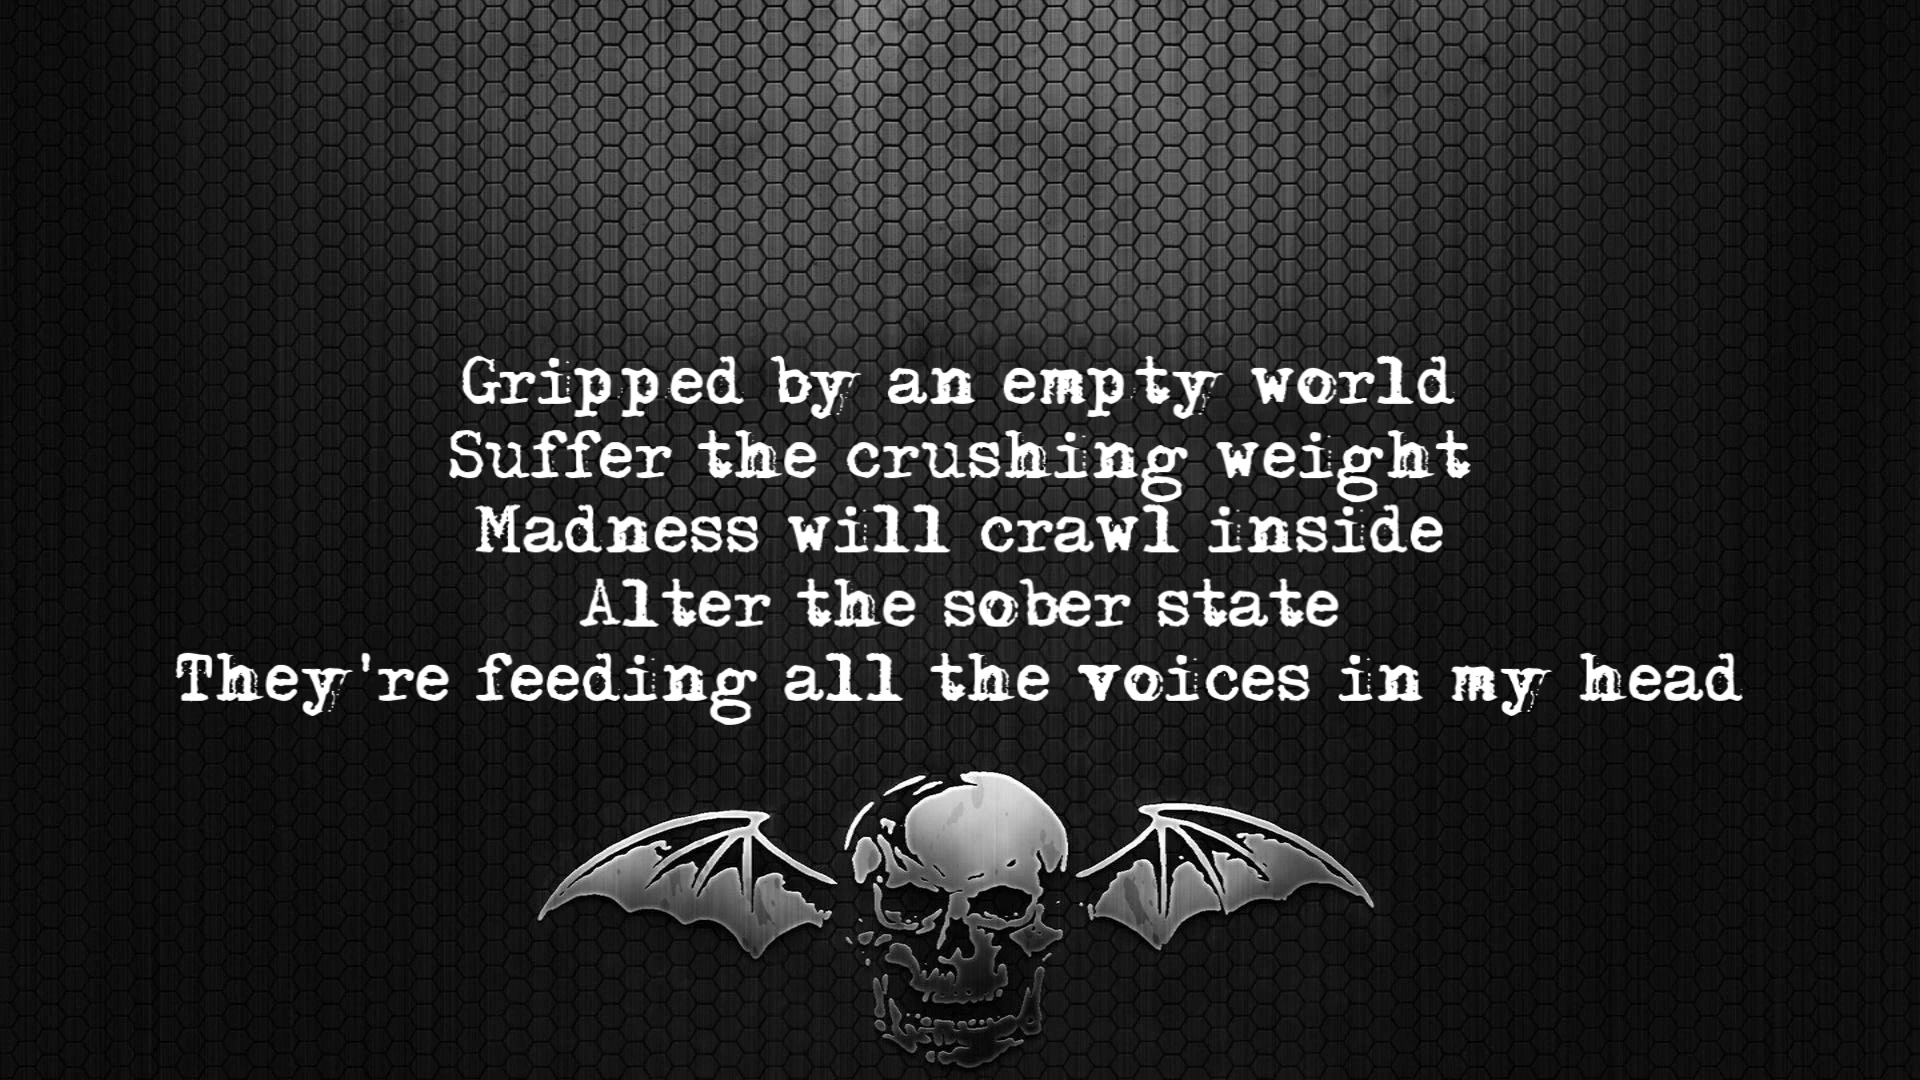 Gripped by an empty world
Suffer the crushing weight
Madness will crawl inside
Alter the sober state
They're feeding all the voices in my head